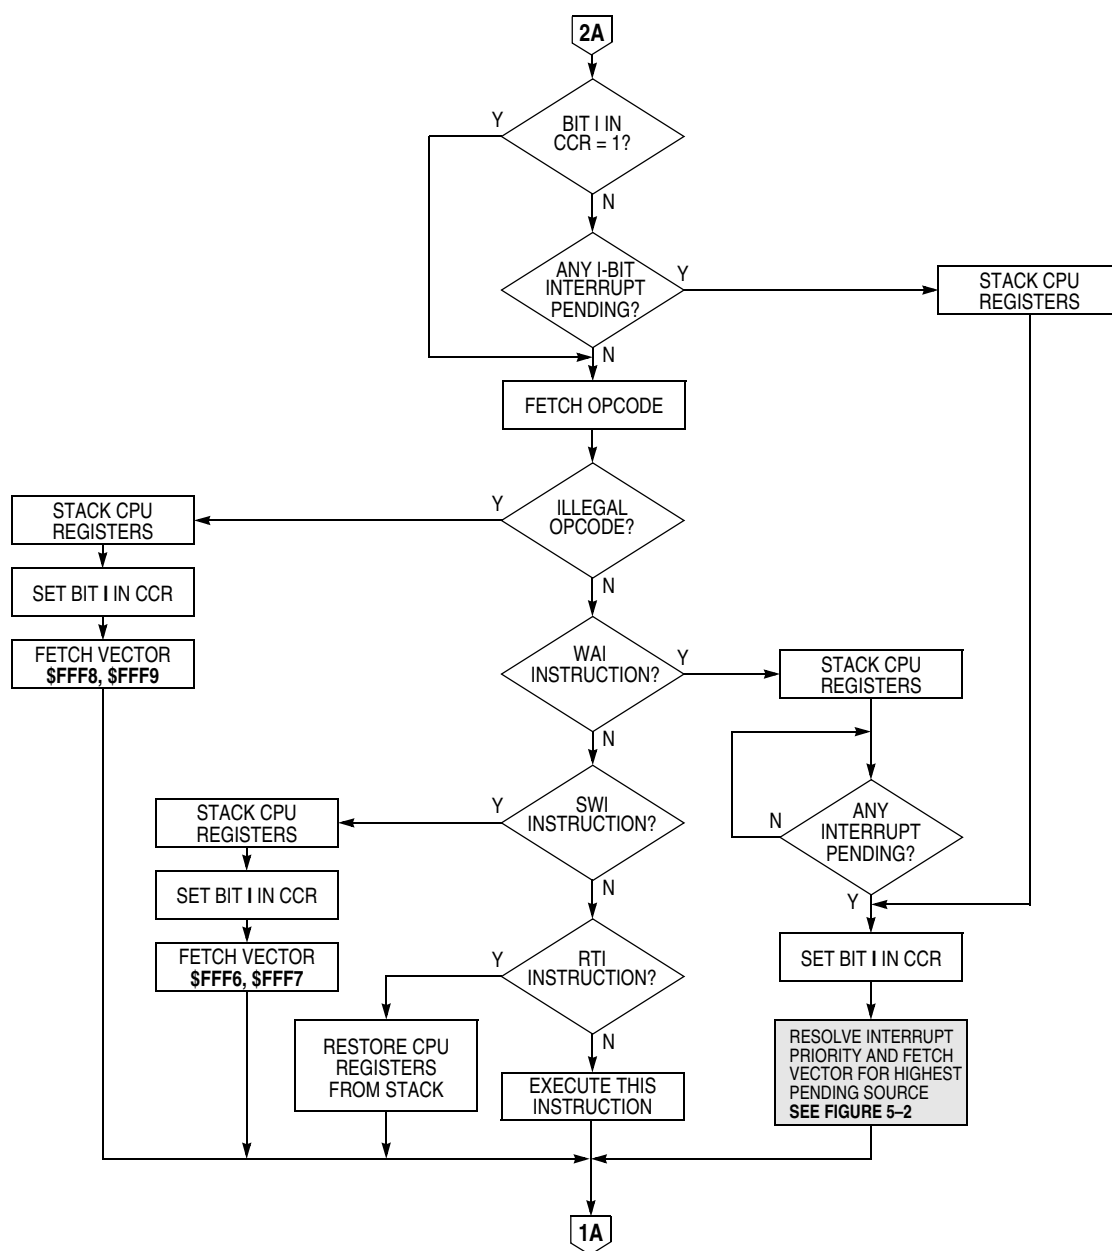 2A
Y
BIT I IN
CCR = 1?
N
ANY I-BIT
INTERRUPT
PENDING?
Y
STACK CPU
REGISTERS
N
FETCH OPCODE
Y
ILLEGAL
OPCODE?
STACK CPU
REGISTERS
N
SET BIT I IN CCR
FETCH VECTOR
$FFF8, $FFF9
WAI
INSTRUCTION?
Y
STACK CPU
REGISTERS
N
Y
SWI
INSTRUCTION?
STACK CPU
REGISTERS
N
ANY
INTERRUPT
PENDING?
SET BIT I IN CCR
N
Y
FETCH VECTOR
$FFF6, $FFF7
Y
RTI
INSTRUCTION?
SET BIT I IN CCR
N
RESTORE CPU
REGISTERS
FROM STACK
EXECUTE THIS
INSTRUCTION
RESOLVE INTERRUPT
PRIORITY AND FETCH
VECTOR FOR HIGHEST
PENDING SOURCE
SEE FIGURE 5–2
1A